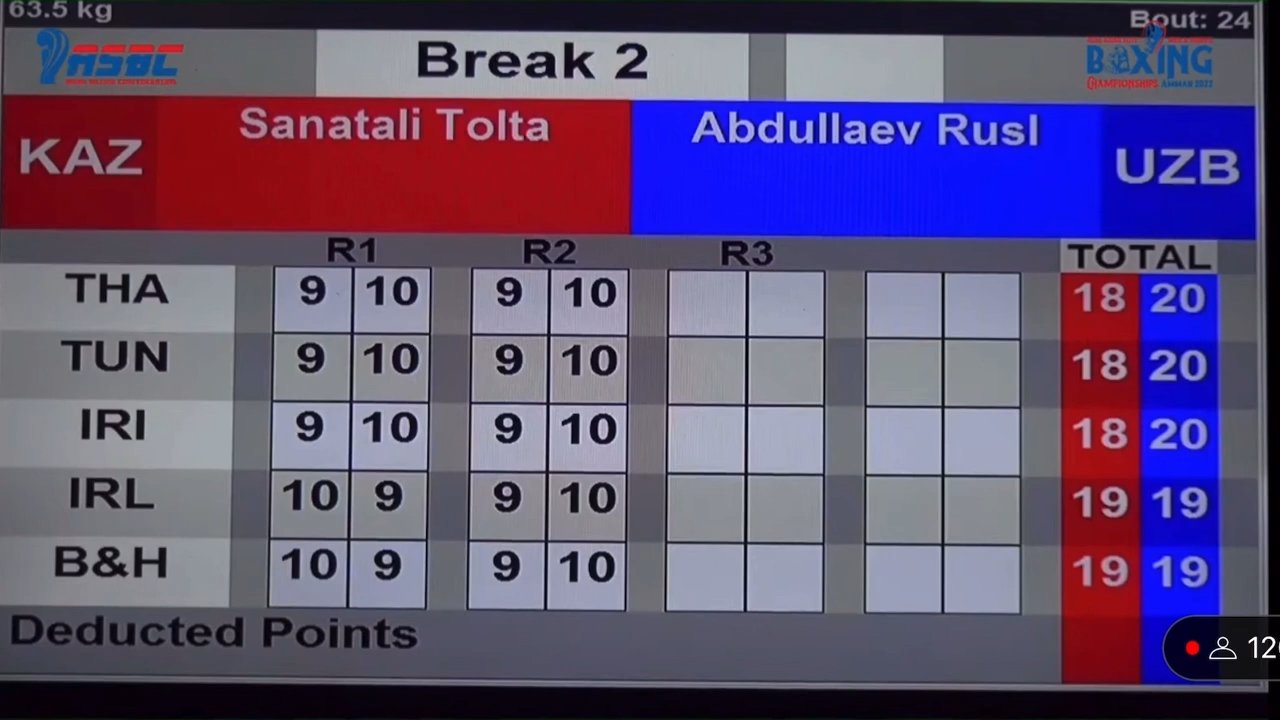 63.5 kg
Bout: 24
ASBC
Break 2
BOXING
CHAMPIONSHIPS AMMAN 2022
KAZ
Sanatali Tolta
Abdullaev Rusl
UZB
R1 R2 R3 TOTAL
THA 9 10 9 10 18 20
TUN 9 10 9 10 18 20
IRI 9 10 9 10 18 20
IRL 10 9 9 10 19 19
B&H 10 9 9 10 19 19
Deducted Points